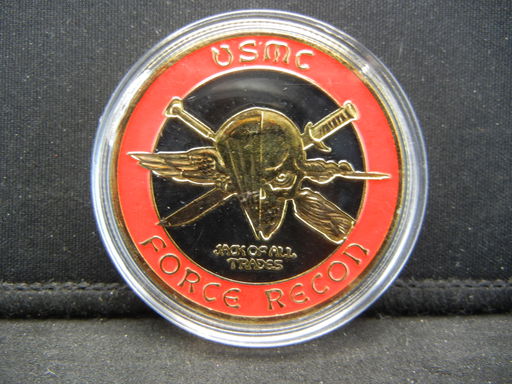 USMC
JACK OF ALL
TRADES
FORCE RECON